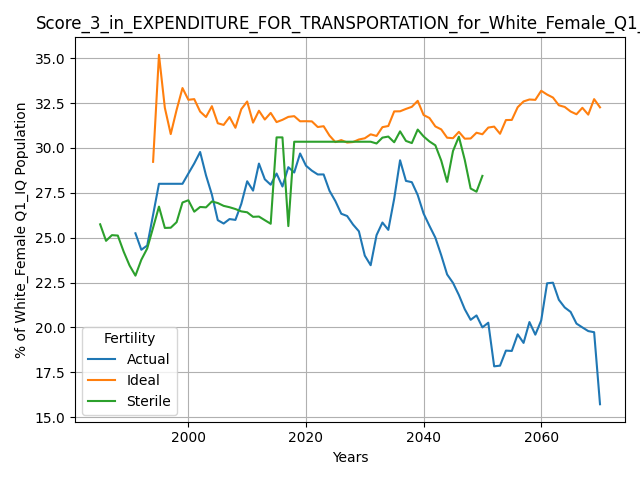 Score_3_in_EXPENDITURE_FOR_TRANSPORTATION_for_White_Female_Q1_
% of White_Female Q1_IQ Population
35.0
32.5
30.0
27.5
25.0
22.5
20.0
17.5
15.0
Fertility
Actual
Ideal
Sterile
2000 2020 2040 2060
Years